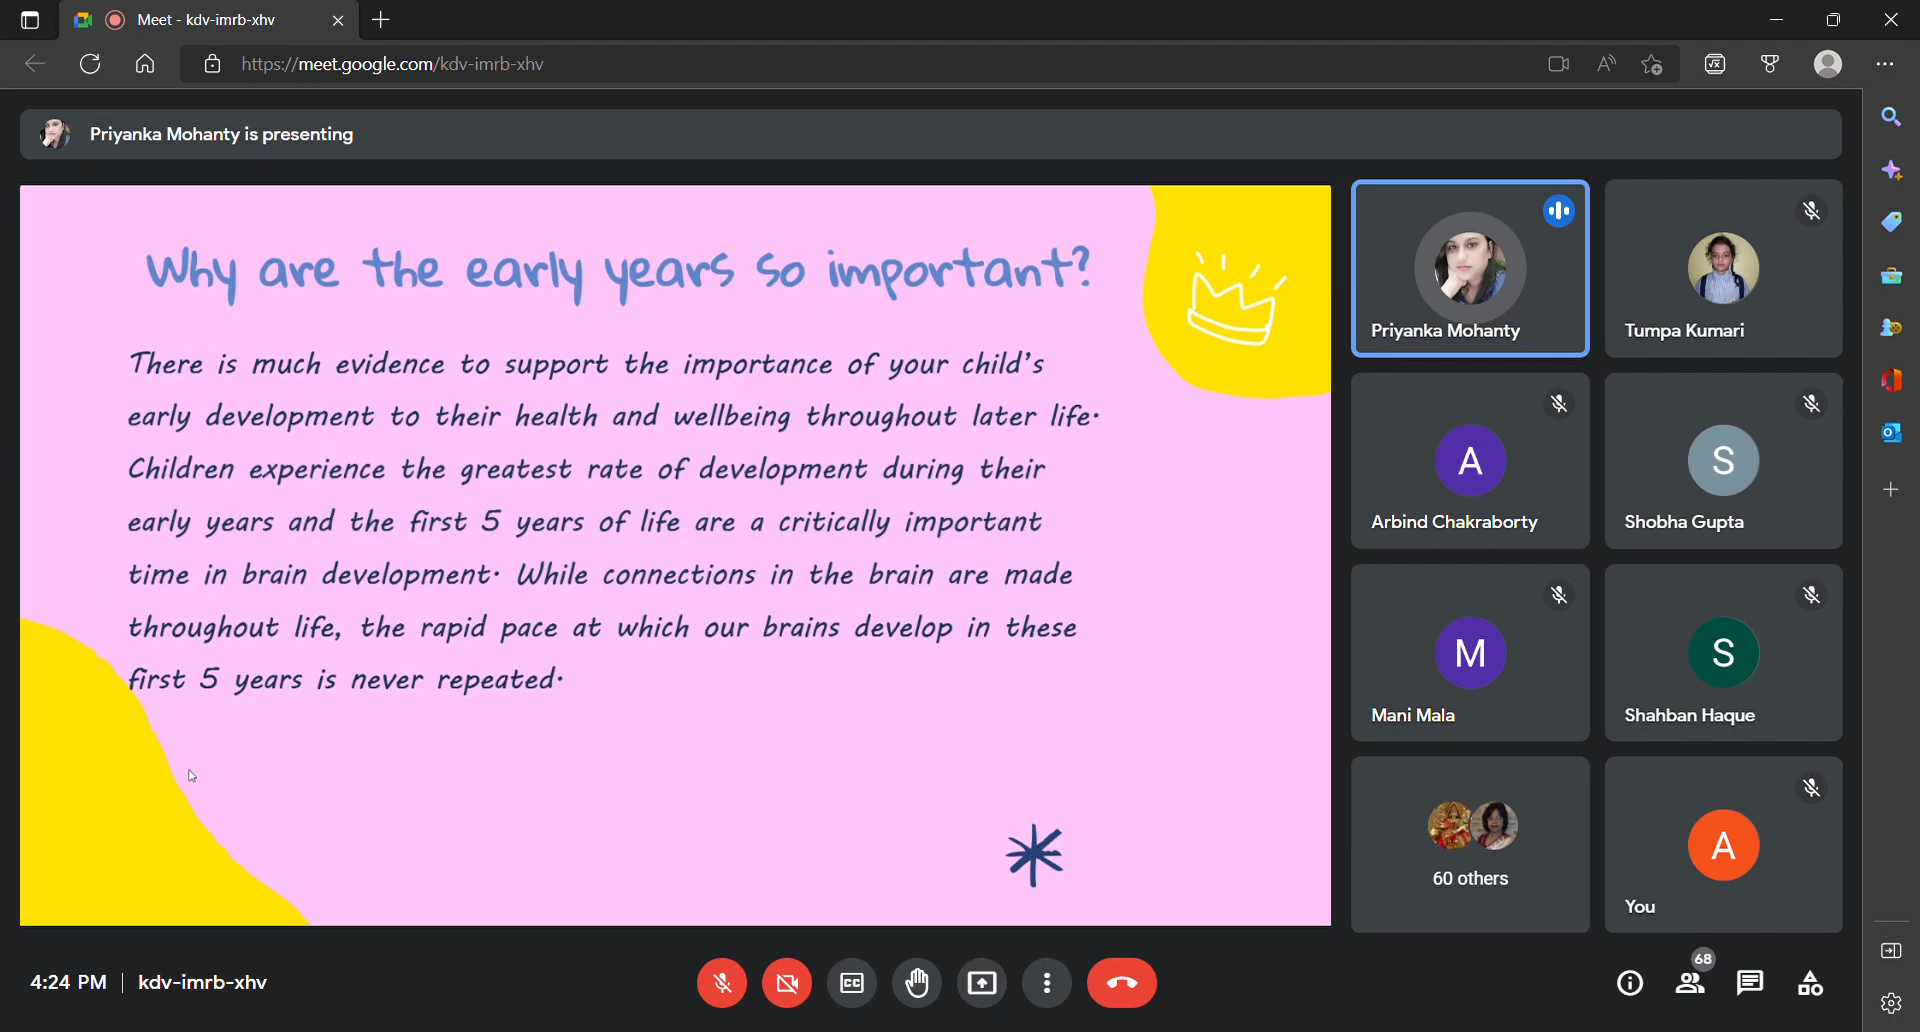 Meet - kdv-imrb-xhv
https://meet.google.com/kdv-imrb-xhv
Priyanka Mohanty is presenting
Why are the early years so important?
There is much evidence to support the importance of your child's
early development to their health and wellbeing throughout later life.
Children experience the greatest rate of development during their
early years and the first 5 years of life are a critically important
time in brain development. While connections in the brain are made
throughout life, the rapid pace at which our brains develop in these
first 5 years is never repeated.
Priyanka Mohanty
Tumpa Kumari
A
Arbind Chakraborty
S
Shobha Gupta
M
Mani Mala
S
Shahban Haque
60 others
A
You
4:24 PM | kdv-imrb-xhv
CC
68